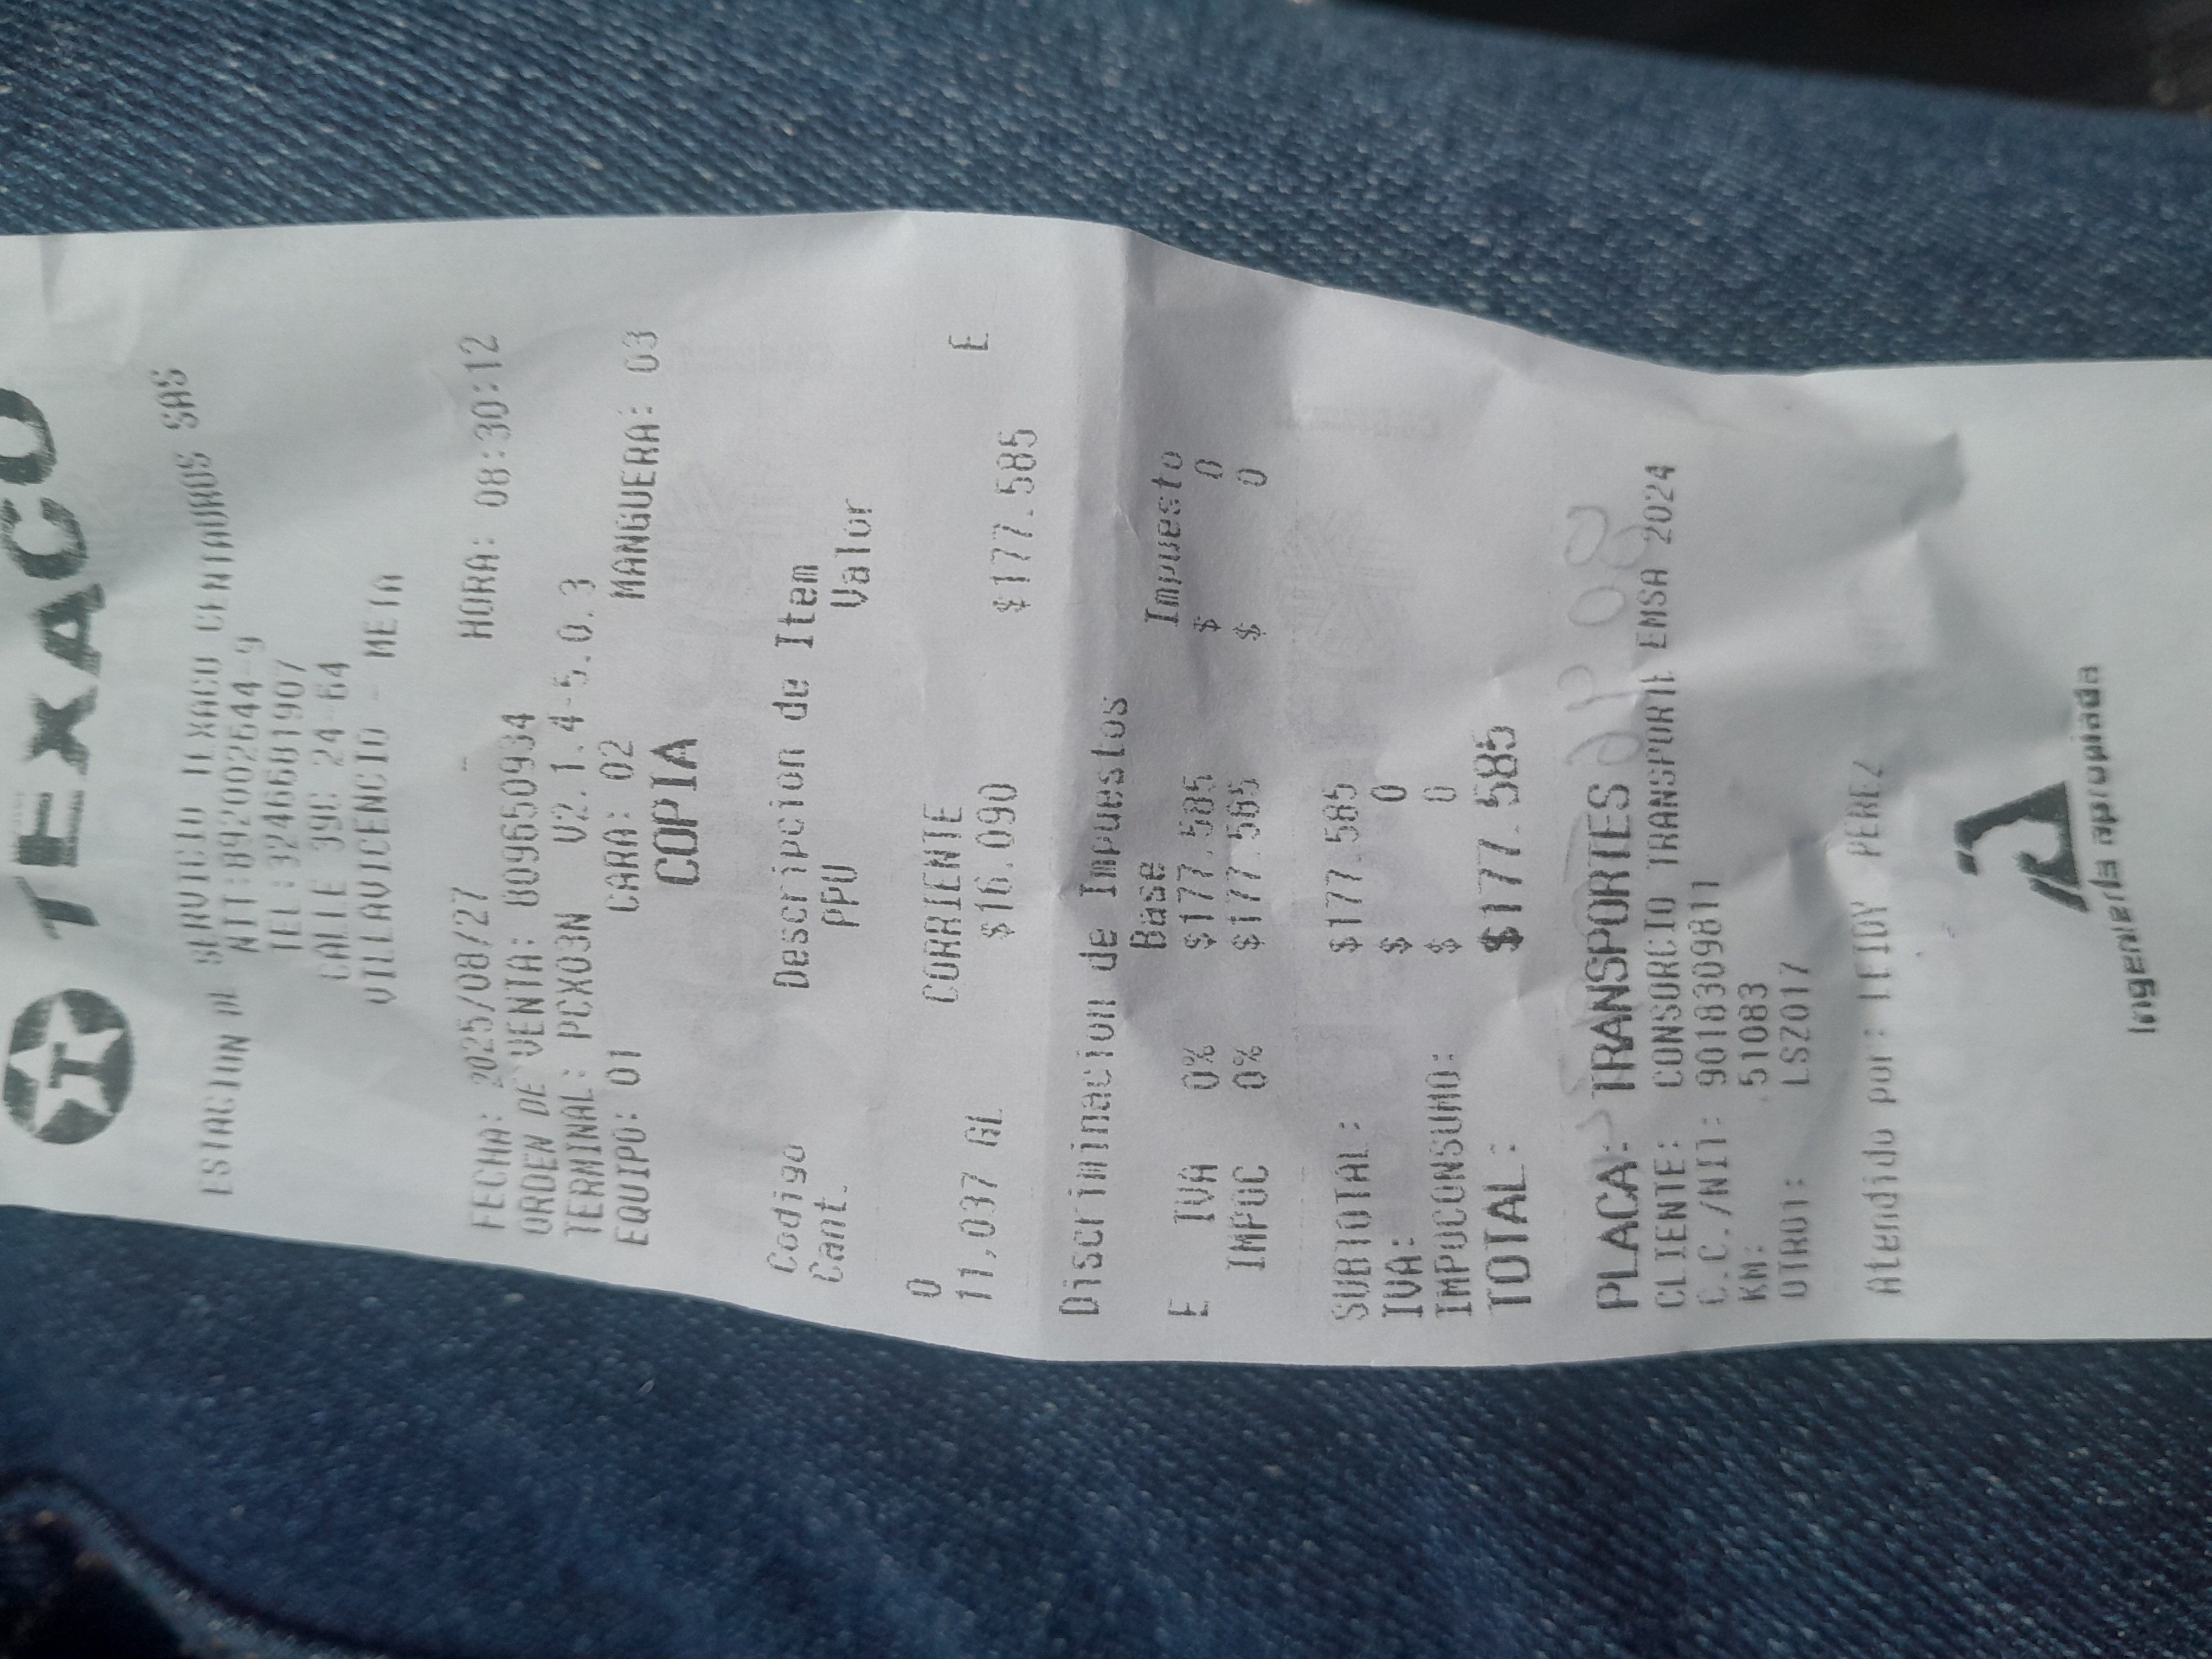 TEXACO
ESTACION DE SERVICIO TEXACO CENTAUROS SAS
NIT:892002644-9
TEL:3246681907
CALLE 39C 24-64
VILLAVICENCIO - META
FECHA: 2025/08/27 HORA: 08:30:12
ORDEN DE VENTA: 8096650934
TERMINAL: PCX03N V2.1.4-5.0.3
EQUIPO: 01 CARA: 02 MANGUERA: 03
COPIA
Codigo Descripcion de Item
Cant. PPU Valor
0 CORRIENTE E
11,037 GL $16.090 $177.585
Discriminacion de Impuestos
Base Impuesto
E IVA 0% $177.585 $ 0
IMPOC 0% $177.585 $ 0
SUBTOTAL: $177.585
IVA: $ 0
IMPOCONSUMO: $ 0
TOTAL: $177.585
PLACA: TRANSPORTES
CLIENTE: CONSORCIO TRANSPORTE EMSA 2024
C.C./NIT: 9018309811
KM: 51083
OTRO1: LSZ017
Atendido por: LEIDY PEREZ
Ingeniería apropiada